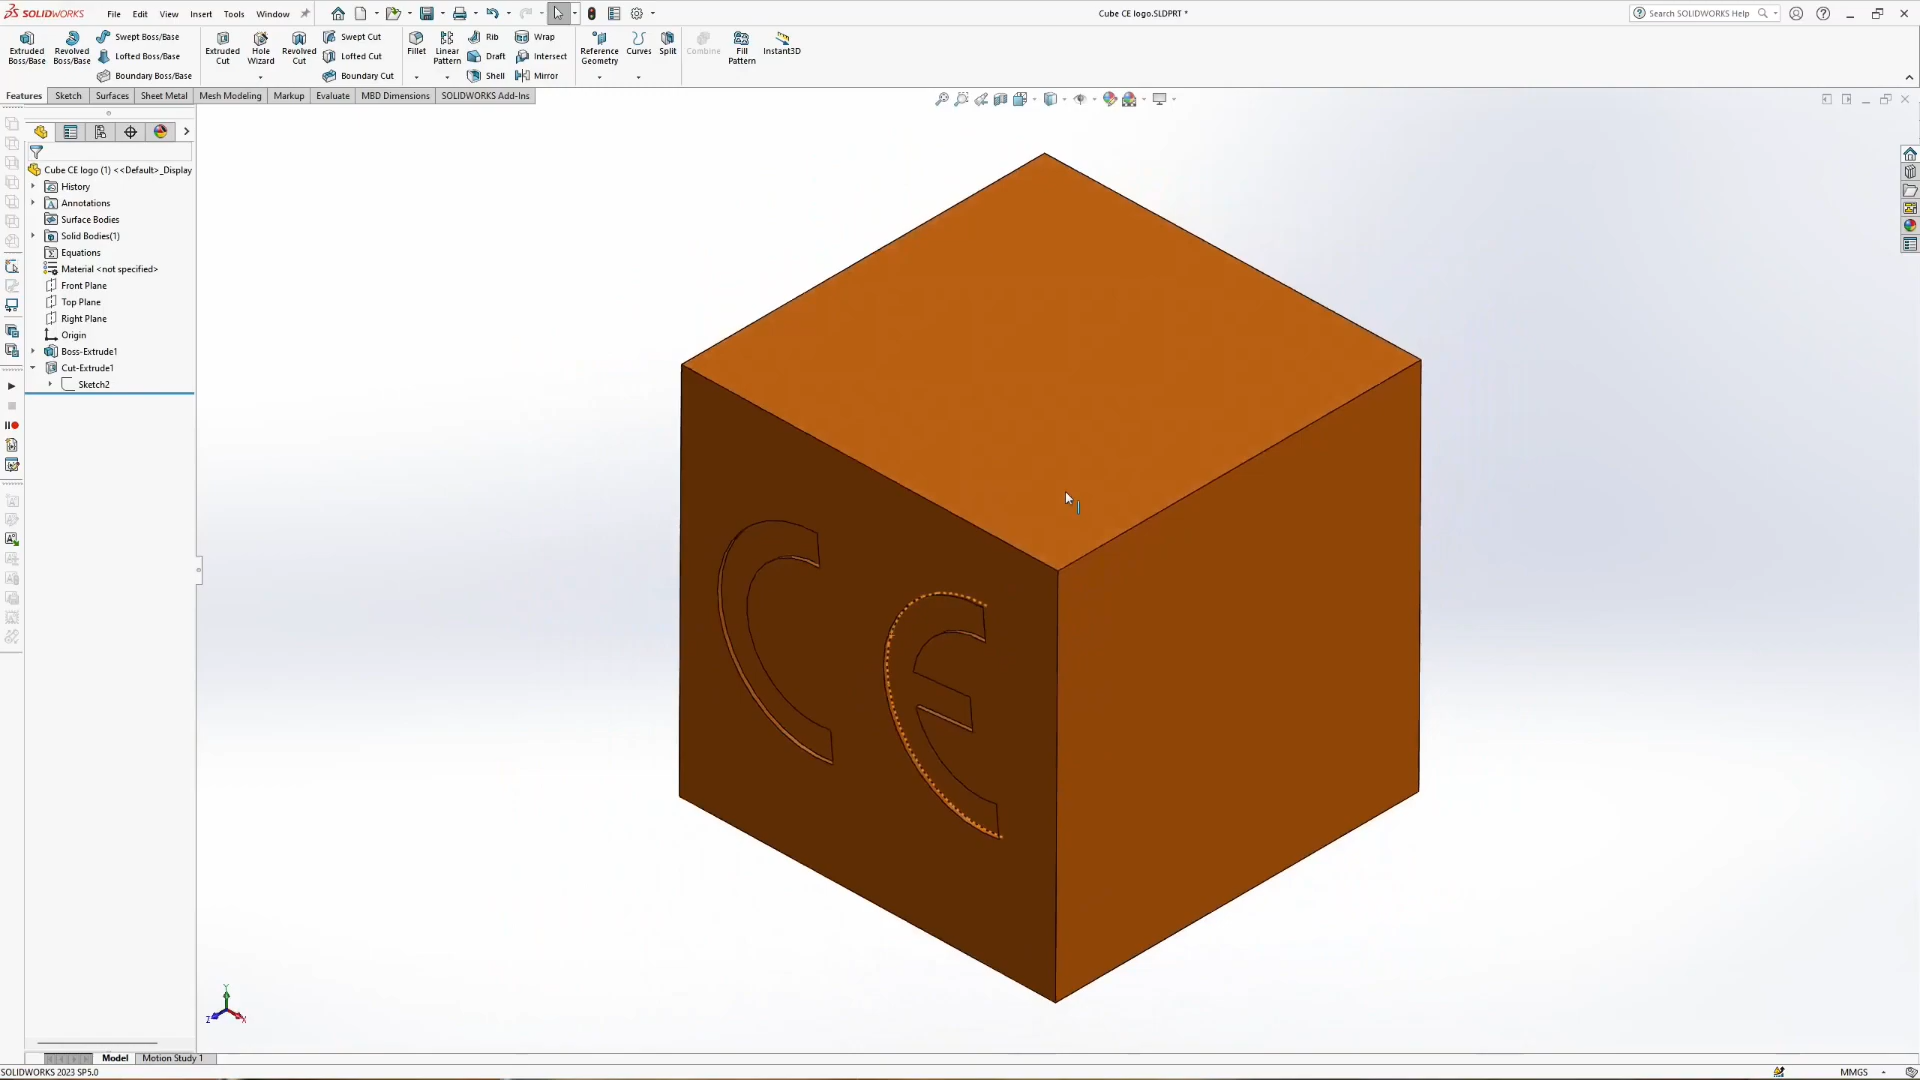 SOLIDWORKS File Edit View Insert Tools Window Cube CE logo.SLDPRT * Search SOLIDWORKS Help
Extruded Boss/Base
Revolved Boss/Base
Swept Boss/Base
Lofted Boss/Base
Boundary Boss/Base
Extruded Cut
Hole Wizard
Revolved Cut
Swept Cut
Lofted Cut
Boundary Cut
Fillet
Linear Pattern
Rib
Draft
Shell
Wrap
Intersect
Mirror
Reference Geometry
Curves
Split
Combine
Fill Pattern
Instant3D
Features Sketch Surfaces Sheet Metal Mesh Modeling Markup Evaluate MBD Dimensions SOLIDWORKS Add-Ins
Cube CE logo (1) <<Default>_Display
History
Annotations
Surface Bodies
Solid Bodies(1)
Equations
Material <not specified>
Front Plane
Top Plane
Right Plane
Origin
Boss-Extrude1
Cut-Extrude1
Sketch2
CE
Y
Z X
Model Motion Study 1
SOLIDWORKS 2023 SP5.0 MMGS